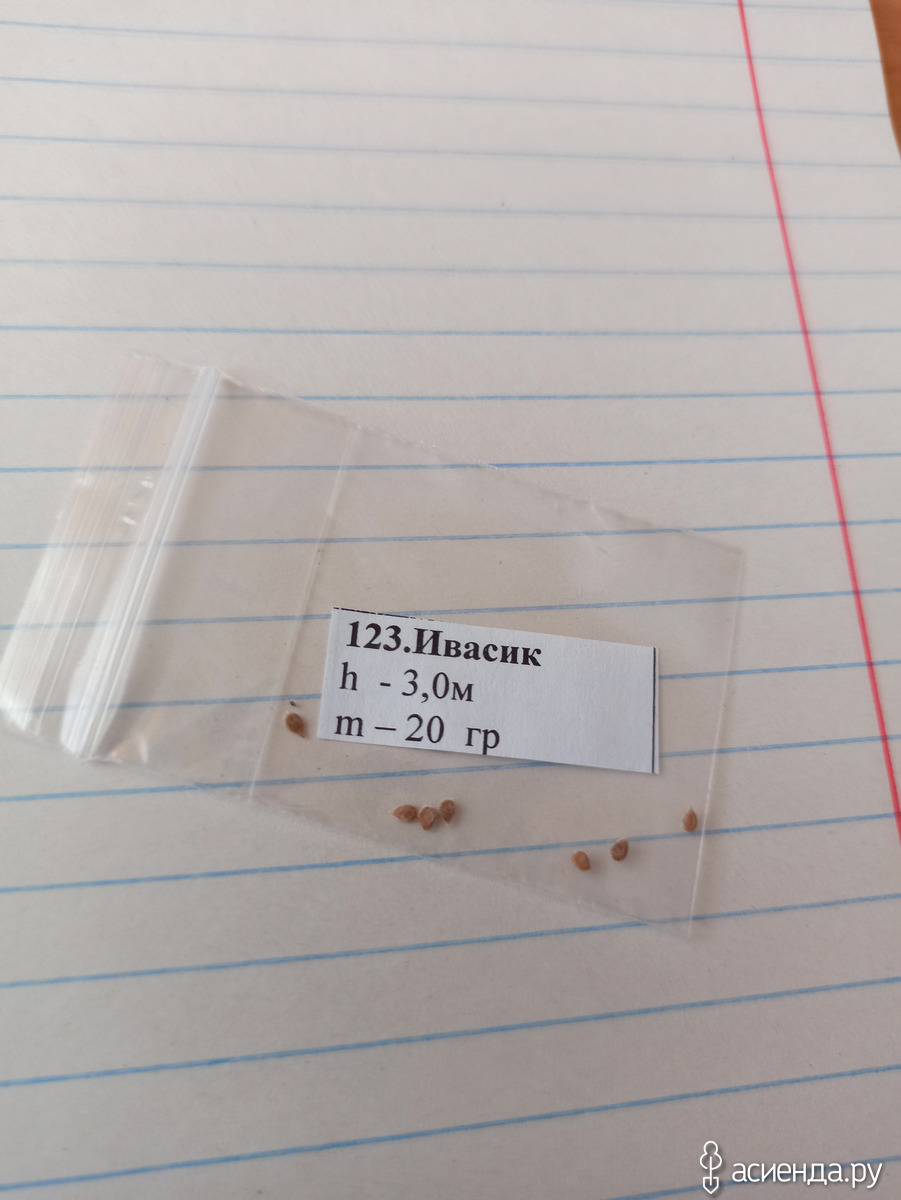 123.Ивасик
h - 3,0м
m – 20 гр
асиенда.ру